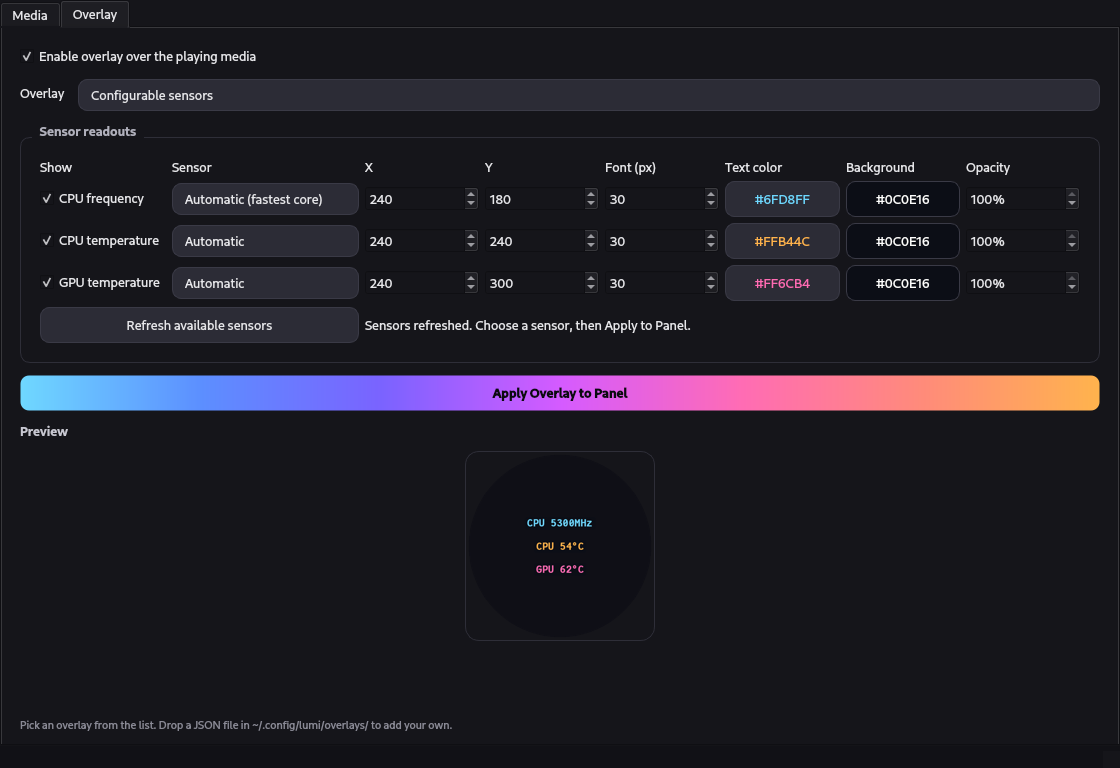 Media Overlay
✓ Enable overlay over the playing media
Overlay Configurable sensors
Sensor readouts
Show Sensor X Y Font (px) Text color Background Opacity
✓ CPU frequency Automatic (fastest core) 240 180 30 #6FD8FF #0C0E16 100%
✓ CPU temperature Automatic 240 240 30 #FFB44C #0C0E16 100%
✓ GPU temperature Automatic 240 300 30 #FF6CB4 #0C0E16 100%
Refresh available sensors Sensors refreshed. Choose a sensor, then Apply to Panel.
Apply Overlay to Panel
Preview
CPU 5300MHz
CPU 54°C
GPU 62°C
Pick an overlay from the list. Drop a JSON file in ~/.config/lumi/overlays/ to add your own.